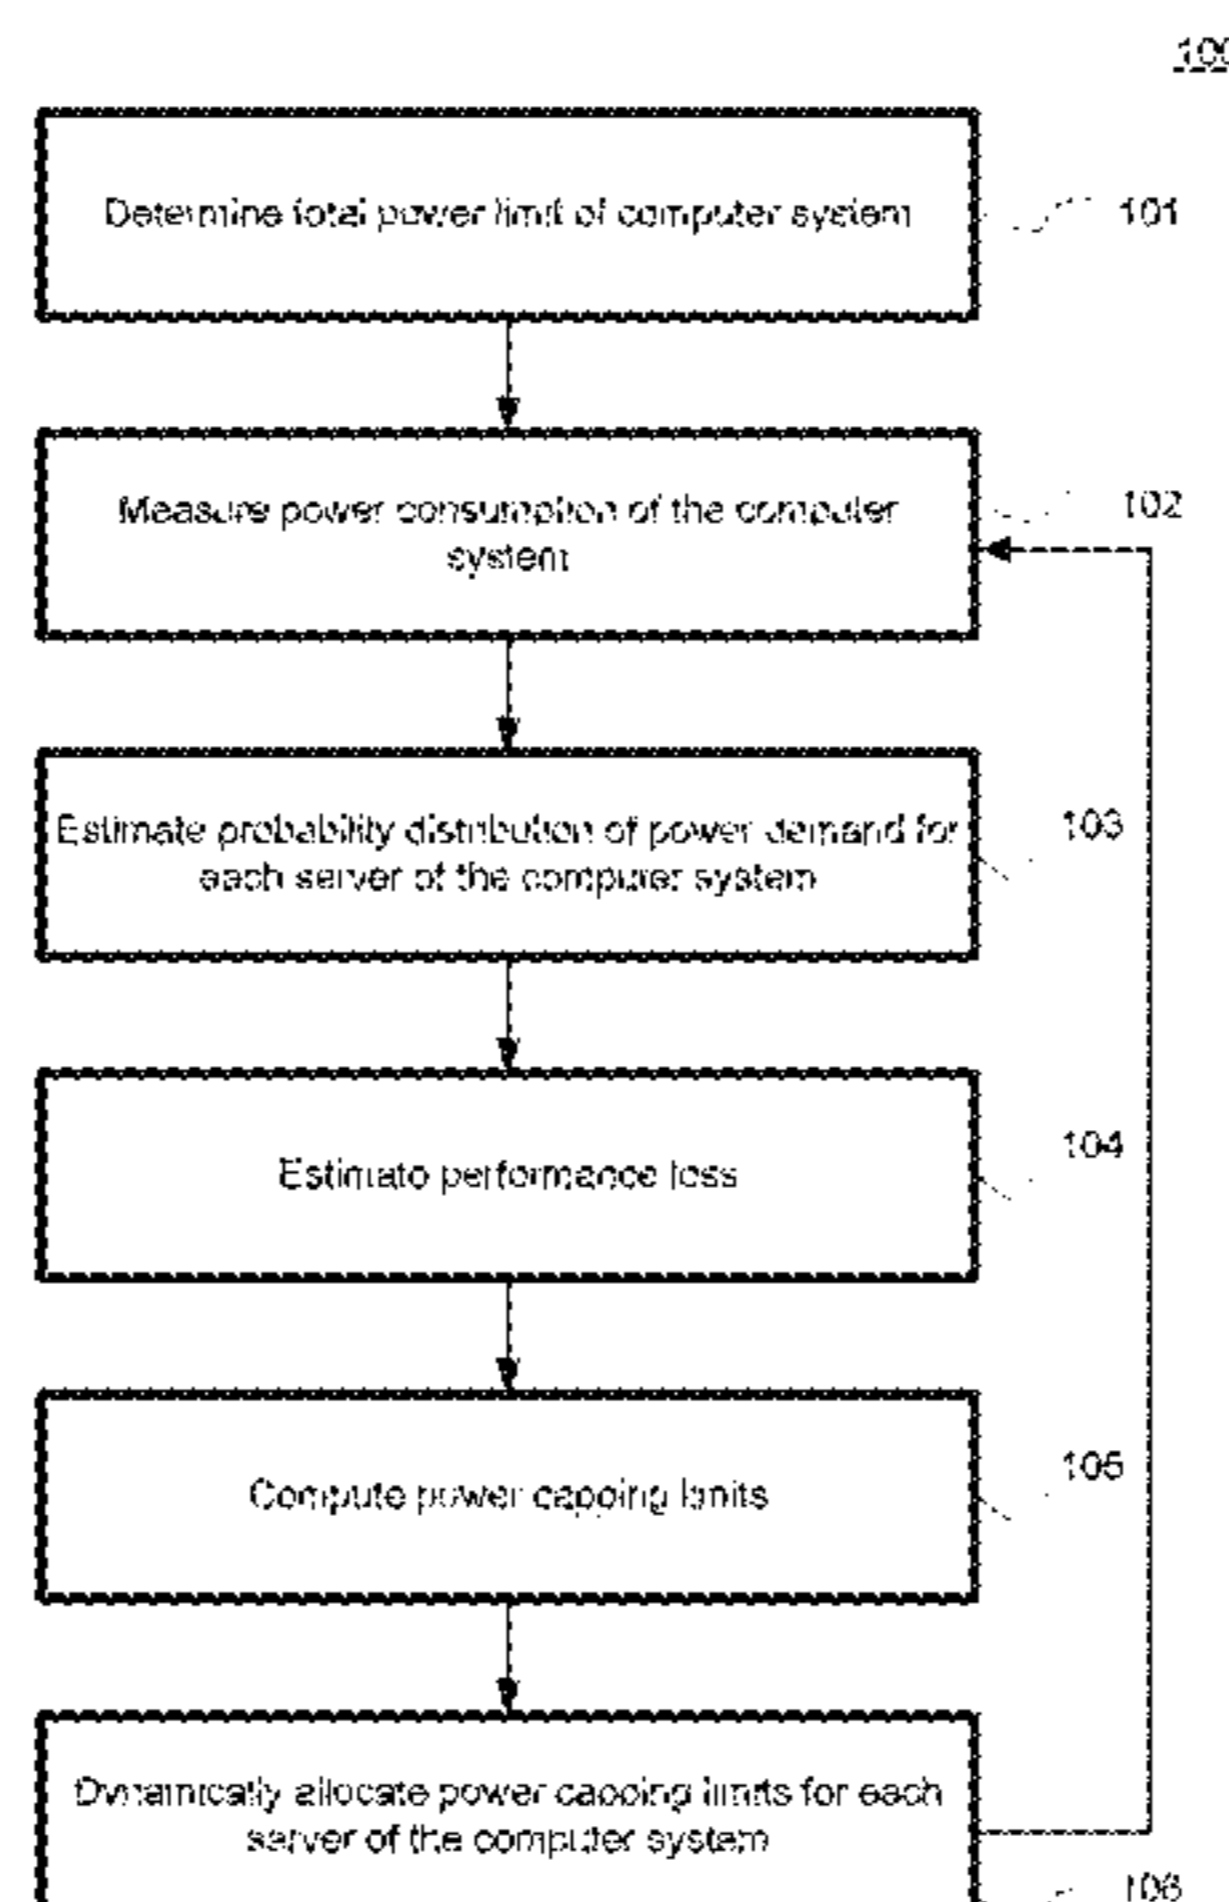 100
Determine total power limit of computer system
101
Measure power consumption of the computer
system
102
Estimate probability distribution of power demand for
each server of the computer system
103
Estimate performance loss
104
Compute power capping limits
105
Dynamically allocate power capping limits for each
server of the computer system
106